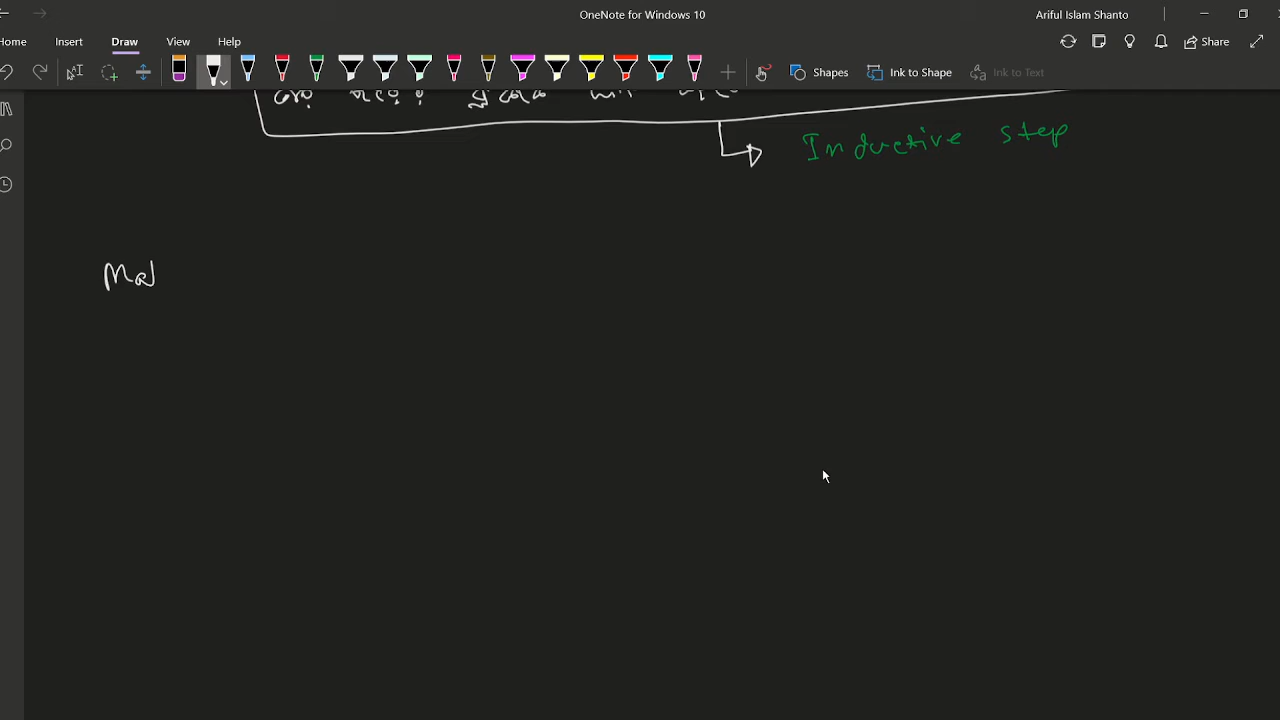 OneNote for Windows 10
Ariful Islam Shanto
Home Insert Draw View Help
Share
Shapes Ink to Shape Ink to Text
Inductive step